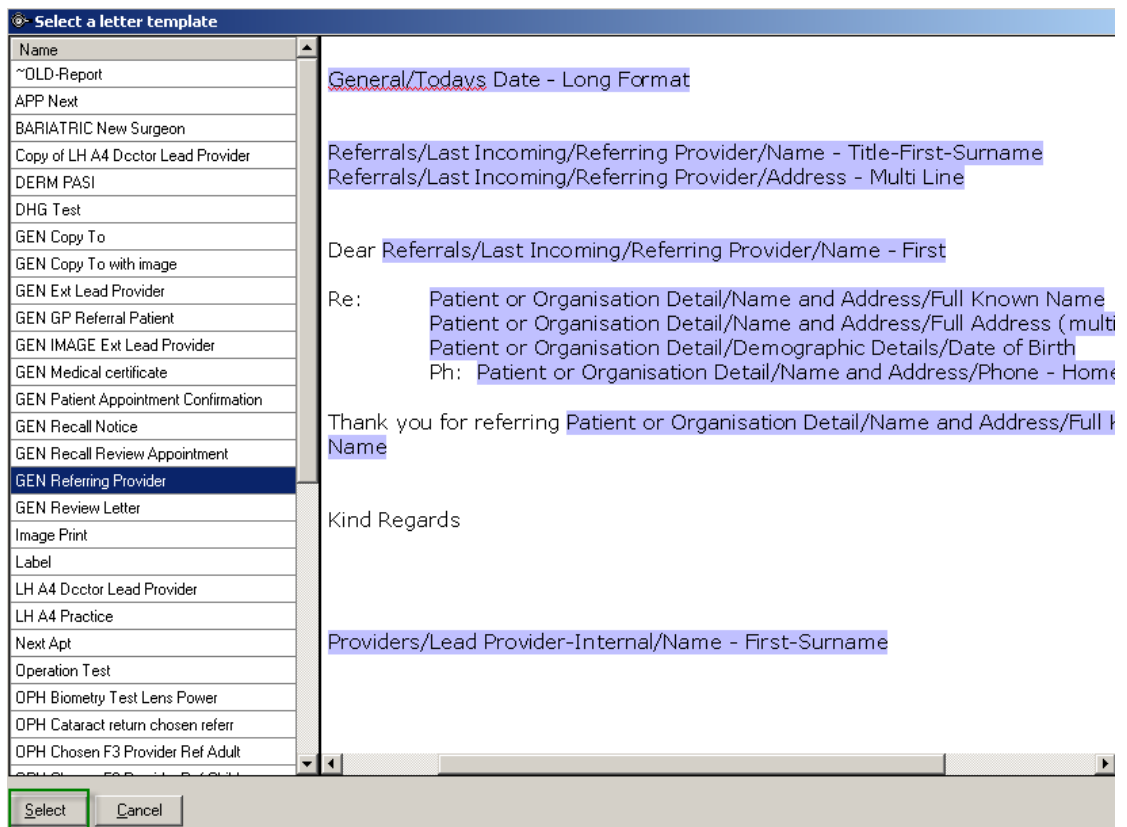 Select a letter template
Name
~OLD-Report
APP Next
BARIATRIC New Surgeon
Copy of LH A4 Dcctor Lead Provider
DERM PASI
DHG Test
GEN Copy To
GEN Copy To with image
GEN Ext Lead Provider
GEN GP Referral Patient
GEN IMAGE Ext Lead Provider
GEN Medical certificate
GEN Patient Appointment Confirmation
GEN Recall Notice
GEN Recall Review Appointment
GEN Referring Provider
GEN Review Letter
Image Print
Label
LH A4 Dcctor Lead Provider
LH A4 Practice
Next Apt
Operation Test
OPH Biometry Test Lens Power
OPH Cataract return chosen referr
OPH Chosen F3 Provider Ref Adult
General/Todays Date - Long Format
Referrals/Last Incoming/Referring Provider/Name - Title-First-Surname
Referrals/Last Incoming/Referring Provider/Address - Multi Line
Dear Referrals/Last Incoming/Referring Provider/Name - First
Re: Patient or Organisation Detail/Name and Address/Full Known Name
Patient or Organisation Detail/Name and Address/Full Address (multi
Patient or Organisation Detail/Demographic Details/Date of Birth
Ph: Patient or Organisation Detail/Name and Address/Phone - Home
Thank you for referring Patient or Organisation Detail/Name and Address/Full
Name
Kind Regards
Providers/Lead Provider-Internal/Name - First-Surname
Select Cancel